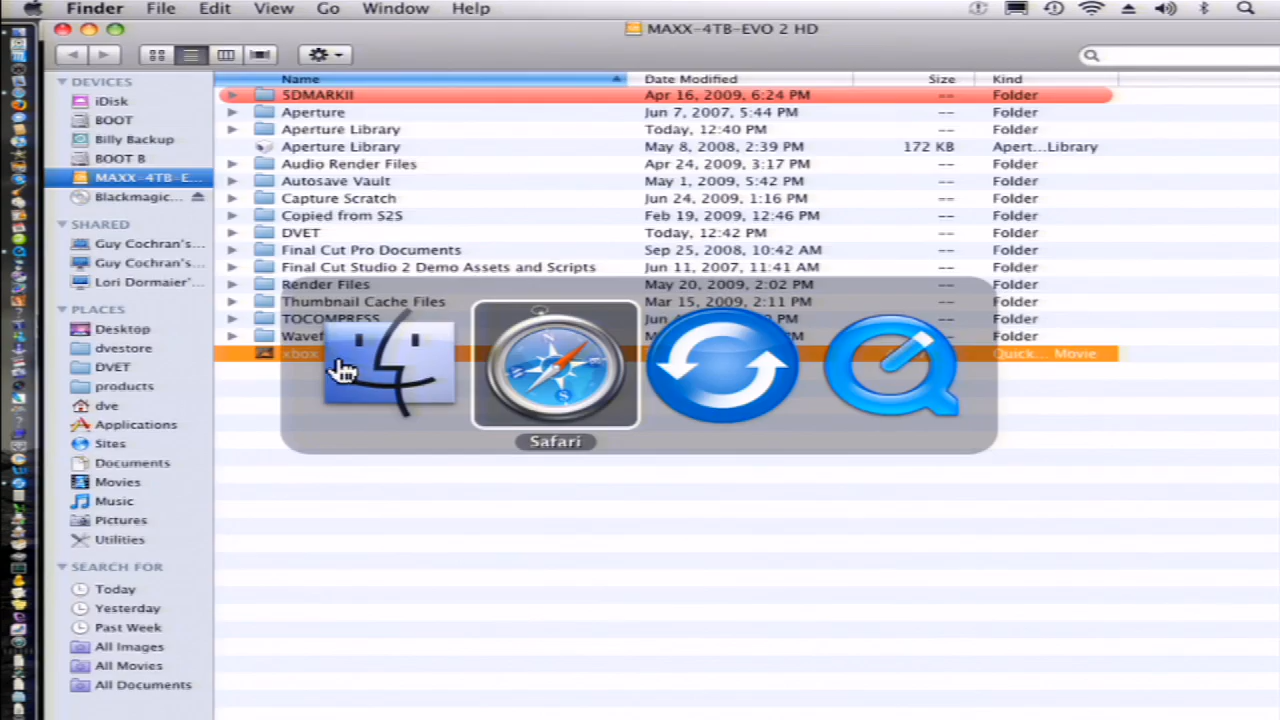 Finder File Edit View Go Window Help
MAXX-4TB-EVO 2 HD
Name Date Modified Size Kind
DEVICES
iDisk
BOOT
Billy Backup
BOOT B
MAXX-4TB-E...
Blackmagic...
SHARED
Guy Cochran's...
Guy Cochran's...
Lori Dormaier'...
PLACES
Desktop
dvestore
DVET
products
dve
Applications
Sites
Documents
Movies
Music
Pictures
Utilities
SEARCH FOR
Today
Yesterday
Past Week
All Images
All Movies
All Documents
5DMARKII Apr 16, 2009, 6:24 PM -- Folder
Aperture Jun 7, 2007, 5:44 PM -- Folder
Aperture Library Today, 12:40 PM -- Folder
Aperture Library May 8, 2008, 2:39 PM 172 KB Apert...Library
Audio Render Files Apr 24, 2009, 3:17 PM -- Folder
Autosave Vault May 1, 2009, 5:42 PM -- Folder
Capture Scratch Jun 24, 2009, 1:16 PM -- Folder
Copied from S2S Feb 19, 2009, 12:46 PM -- Folder
DVET Today, 12:42 PM -- Folder
Final Cut Pro Documents Sep 25, 2008, 10:42 AM -- Folder
Final Cut Studio 2 Demo Assets and Scripts Jun 11, 2007, 11:41 AM -- Folder
Render Files May 20, 2009, 2:02 PM -- Folder
Thumbnail Cache Files Mar 15, 2009, 2:11 PM -- Folder
TOCOMPRESS PM -- Folder
PM -- Folder
xbox Quick... Movie
Safari